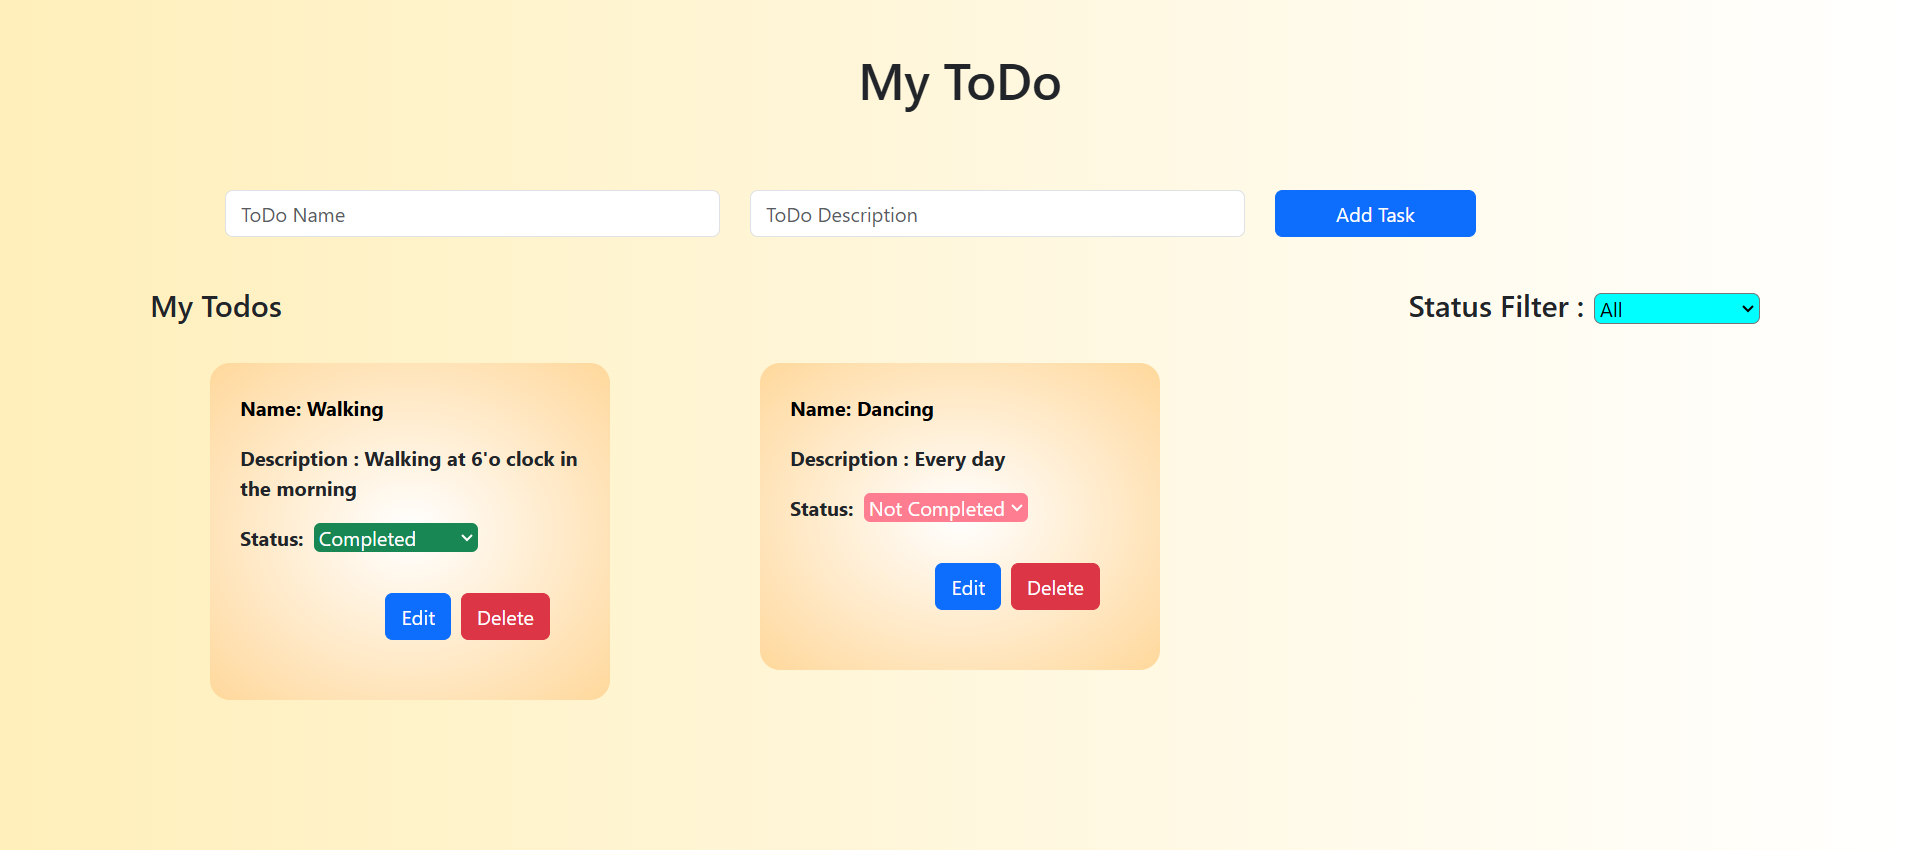 My ToDo
ToDo Name
ToDo Description
Add Task
My Todos
Status Filter :
All
Name: Walking
Description : Walking at 6'o clock in
the morning
Status:
Completed
Edit
Delete
Name: Dancing
Description : Every day
Status:
Not Completed
Edit
Delete